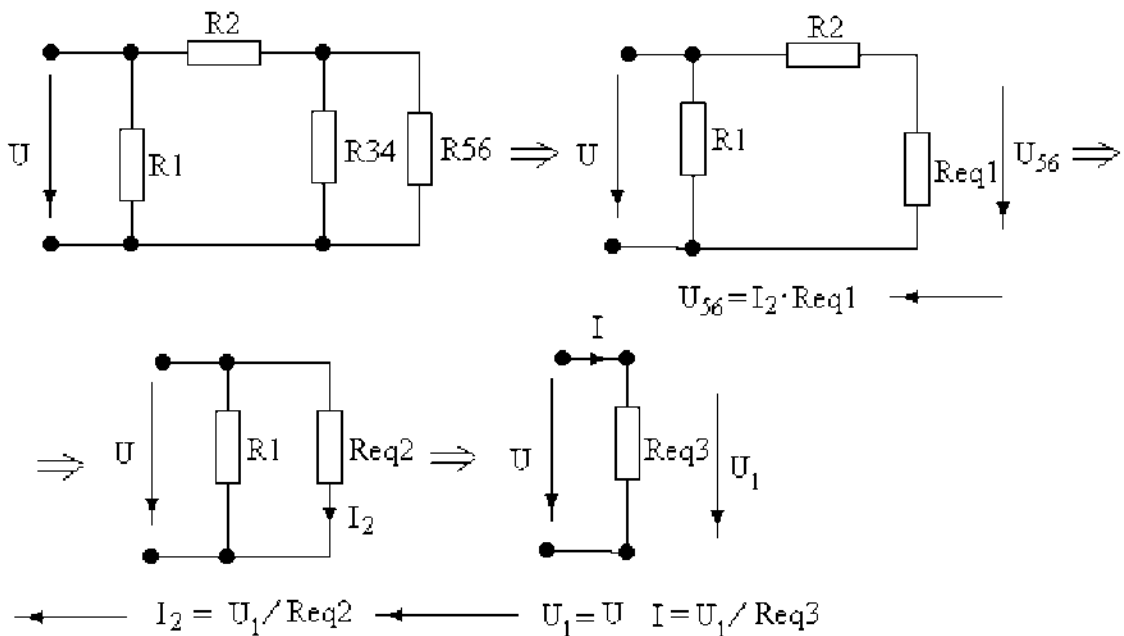 R2
U
R1
R34
R56
⇒
R2
U
R1
Req1
U₅₆
⇒
U₅₆=I₂·Req1
⇒
U
R1
Req2
I₂
⇒
I
U
Req3
U₁
I₂ = U₁/Req2
U₁=U I=U₁/Req3